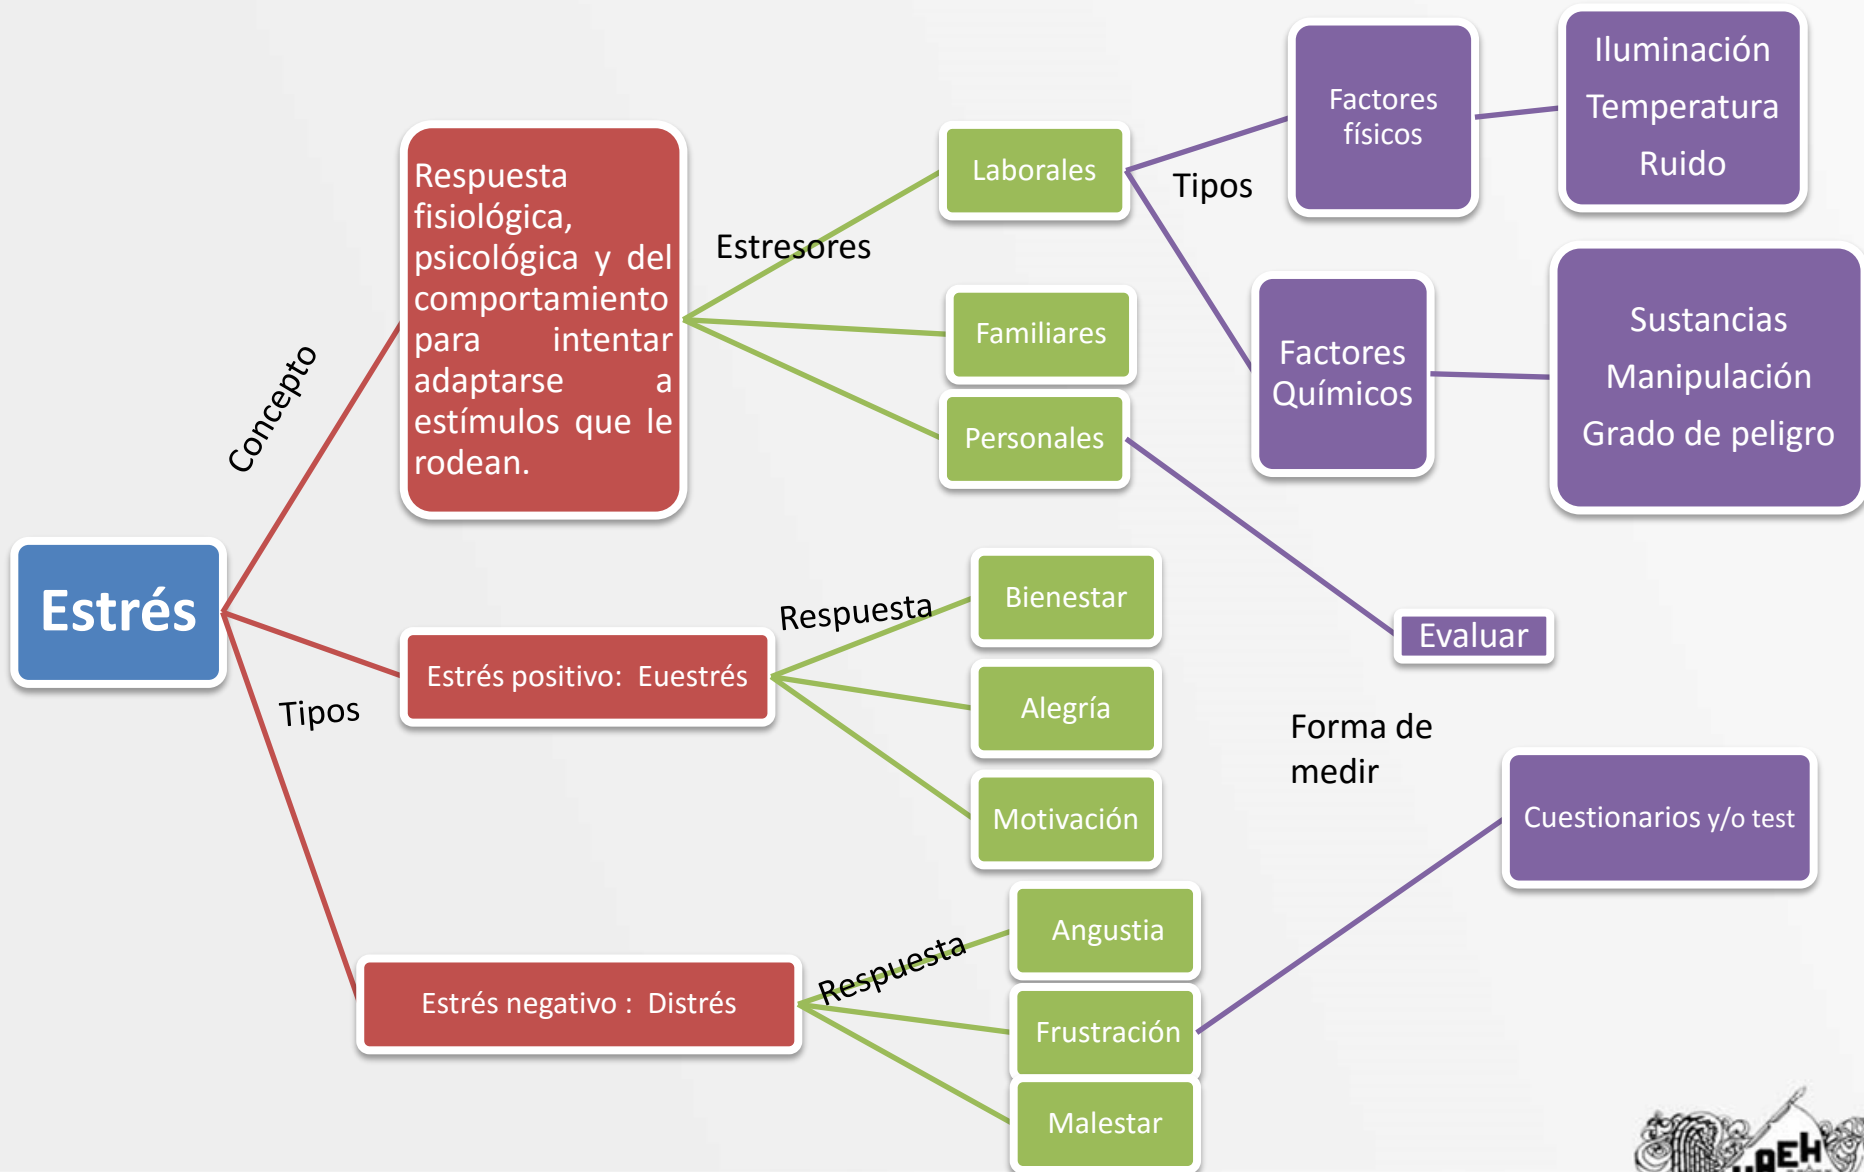 Estrés
Concepto
Respuesta
fisiológica,
psicológica y del
comportamiento
para intentar
adaptarse a
estímulos que le
rodean.
Estresores
Laborales
Familiares
Personales
Tipos
Factores
físicos
Iluminación
Temperatura
Ruido
Factores
Químicos
Sustancias
Manipulación
Grado de peligro
Evaluar
Tipos
Estrés positivo: Euestrés
Respuesta
Bienestar
Alegría
Motivación
Forma de
medir
Cuestionarios y/o test
Estrés negativo : Distrés
Respuesta
Angustia
Frustración
Malestar